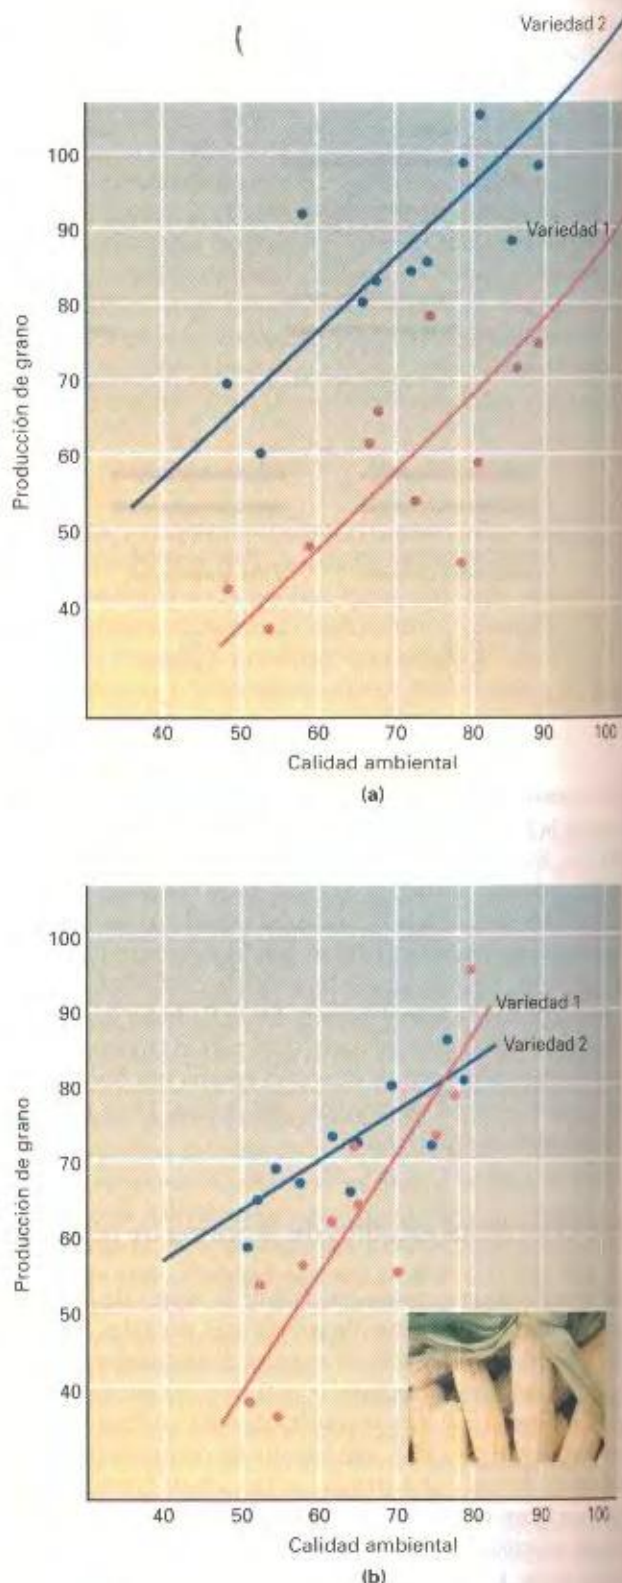 Variedad 2
100
90
Variedad 1
80
70
60
50
40
Producción de grano
40 50 60 70 80 90 100
Calidad ambiental
(a)
100
90
Variedad 1
Variedad 2
80
70
60
50
40
Producción de grano
40 50 60 70 80 90 100
Calidad ambiental
(b)